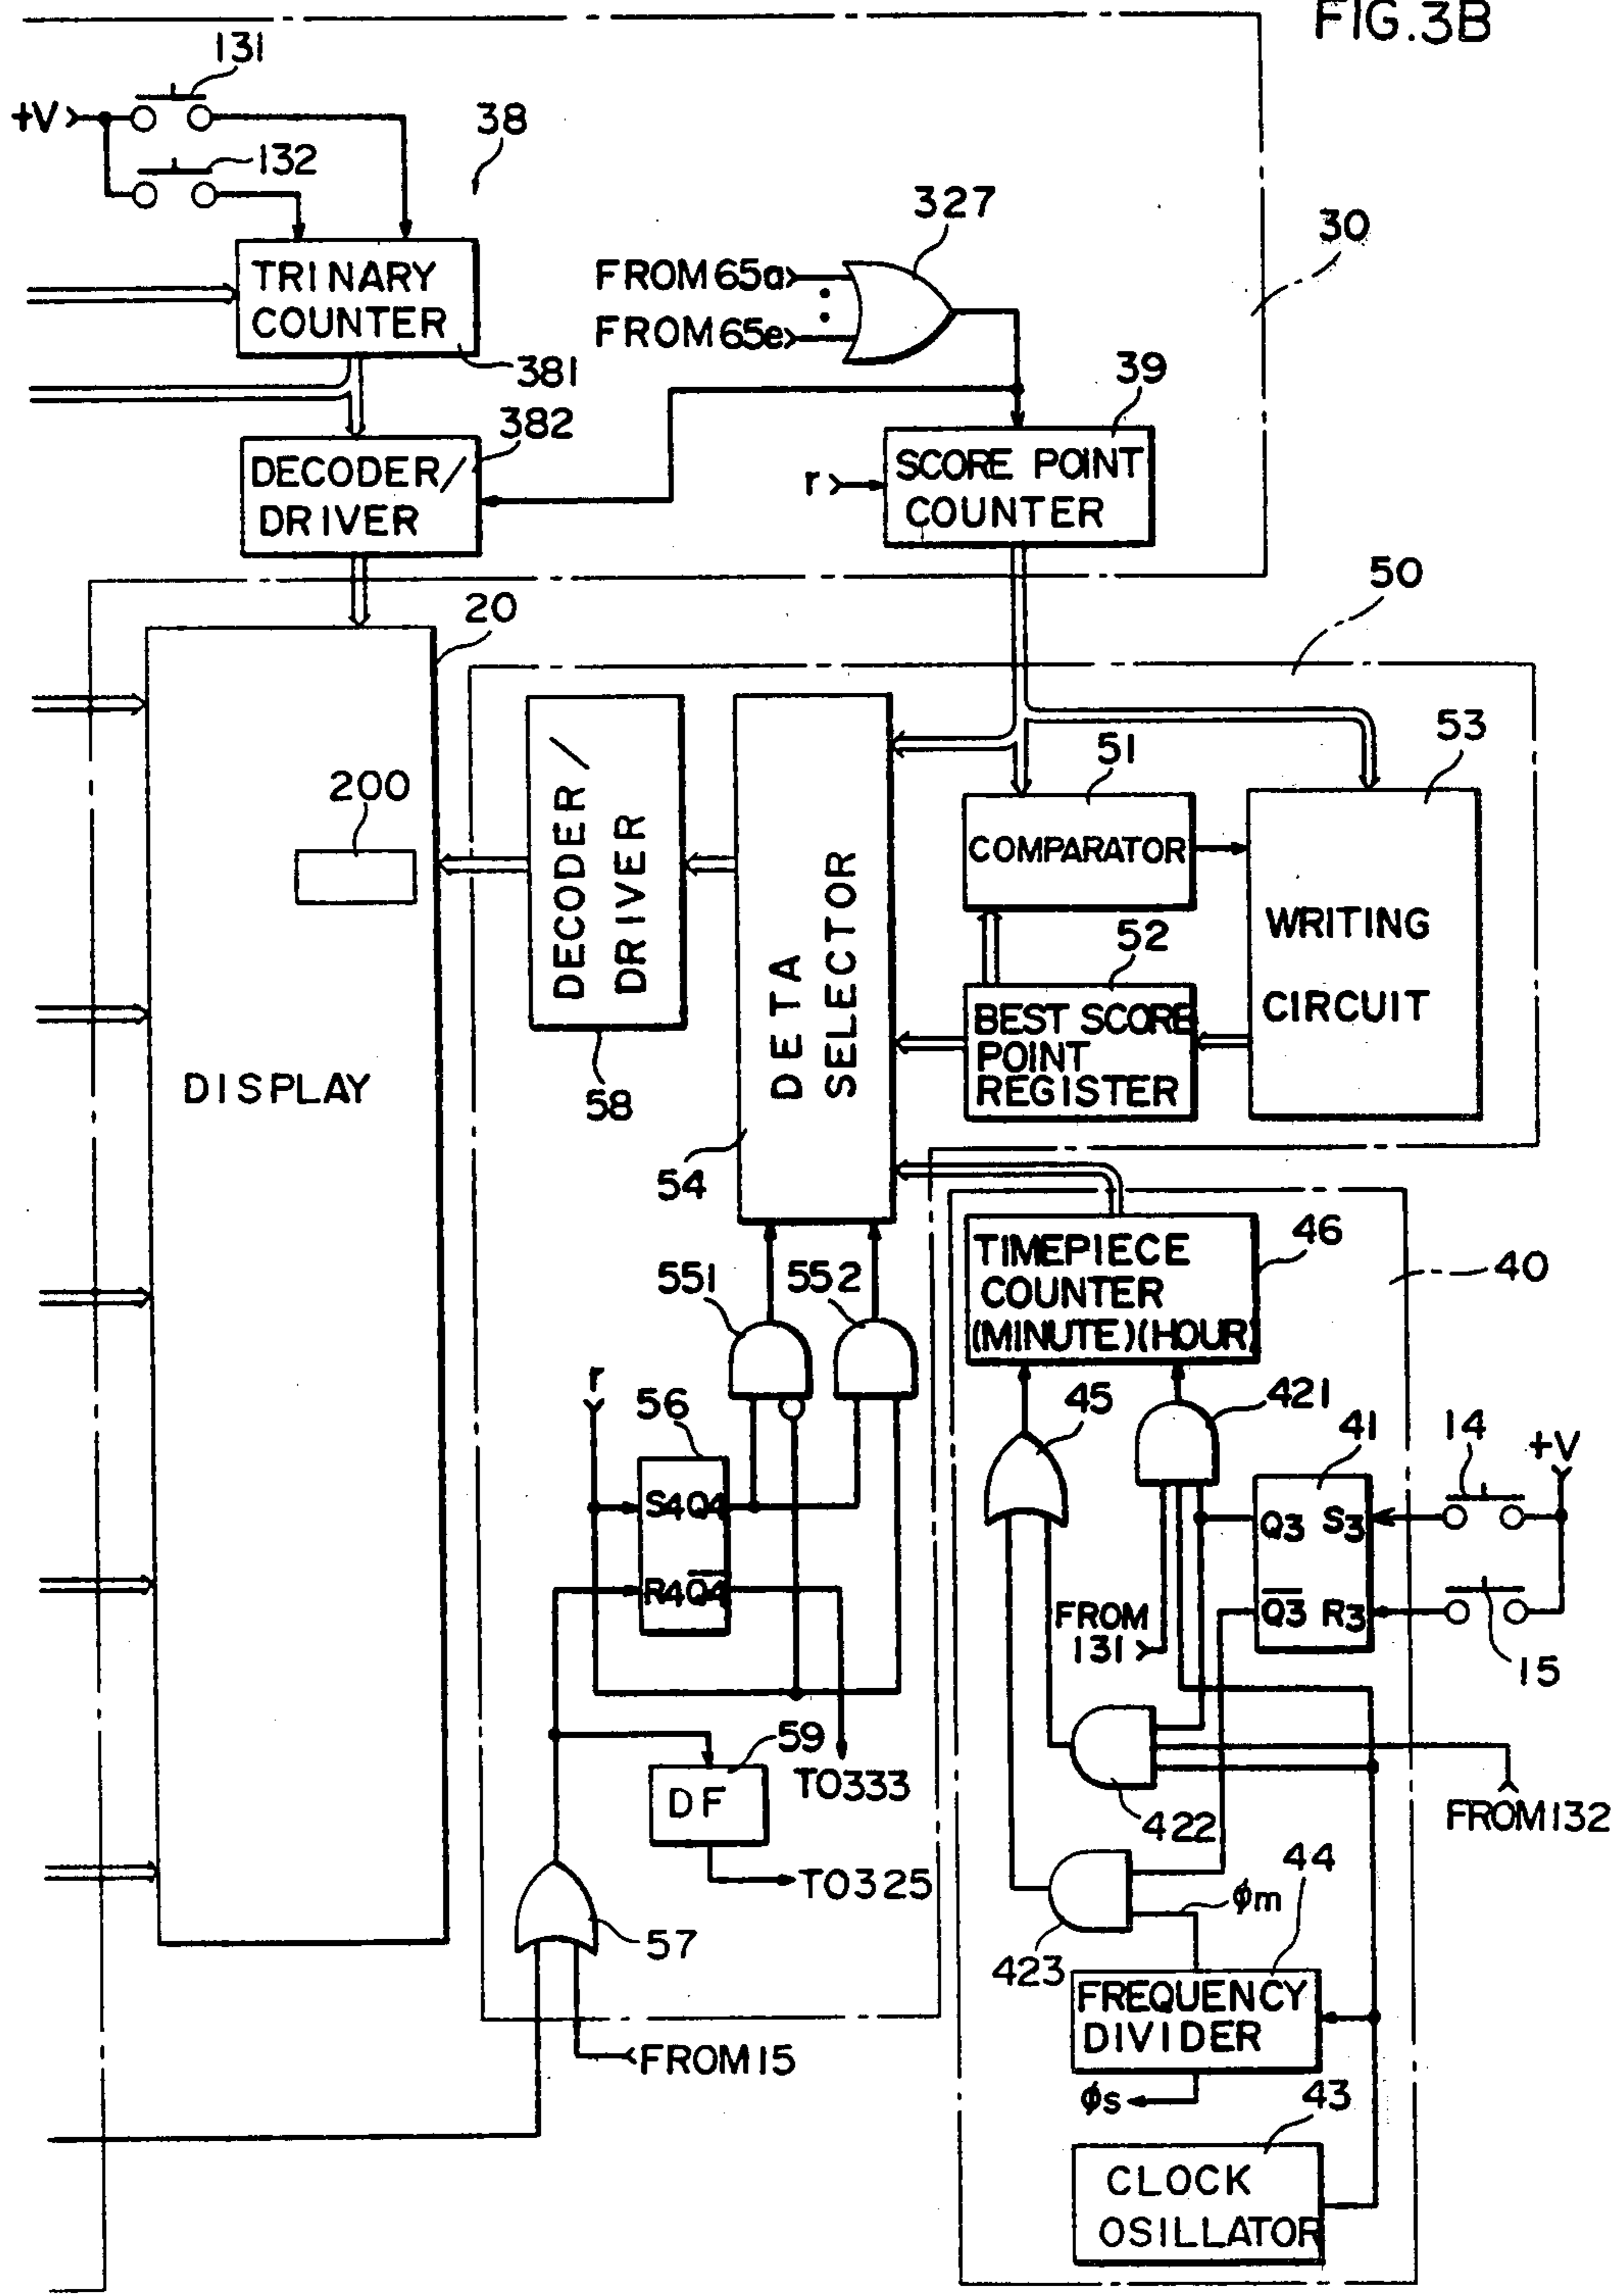 FIG.3B
131
+V
38
132
327
30
TRINARY
COUNTER
FROM65a
FROM65e
381
39
382
DECODER/
DRIVER
r
SCORE POINT
COUNTER
50
20
53
51
DECODER/
DRIVER
DETA
SELECTOR
200
COMPARATOR
WRITING
CIRCUIT
52
BEST SCORE
POINT
REGISTER
DISPLAY
58
54
46
TIMEPIECE
COUNTER
(MINUTE)(HOUR)
40
551
552
r
56
45
421
41
14
+V
S4Q4
Q3 S3
R4Q4
Q3 R3
FROM
131
15
59
TO333
DF
422
FROM132
44
TO325
φm
57
423
FREQUENCY
DIVIDER
FROM15
φs
43
CLOCK
OSILLATOR